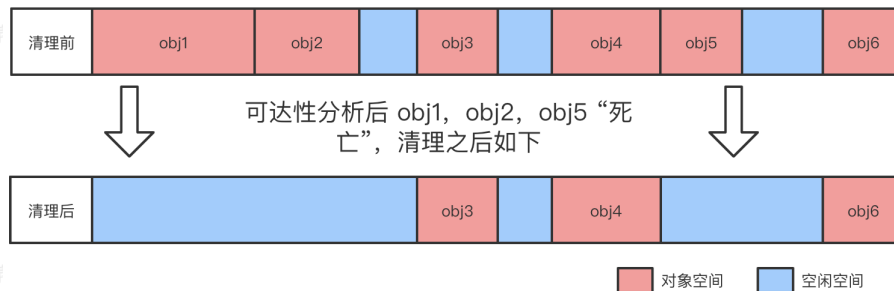 清理前 obj1 obj2 obj3 obj4 obj5 obj6
可达性分析后 obj1，obj2，obj5 “死
亡”，清理之后如下
清理后 obj3 obj4 obj6
对象空间 空闲空间